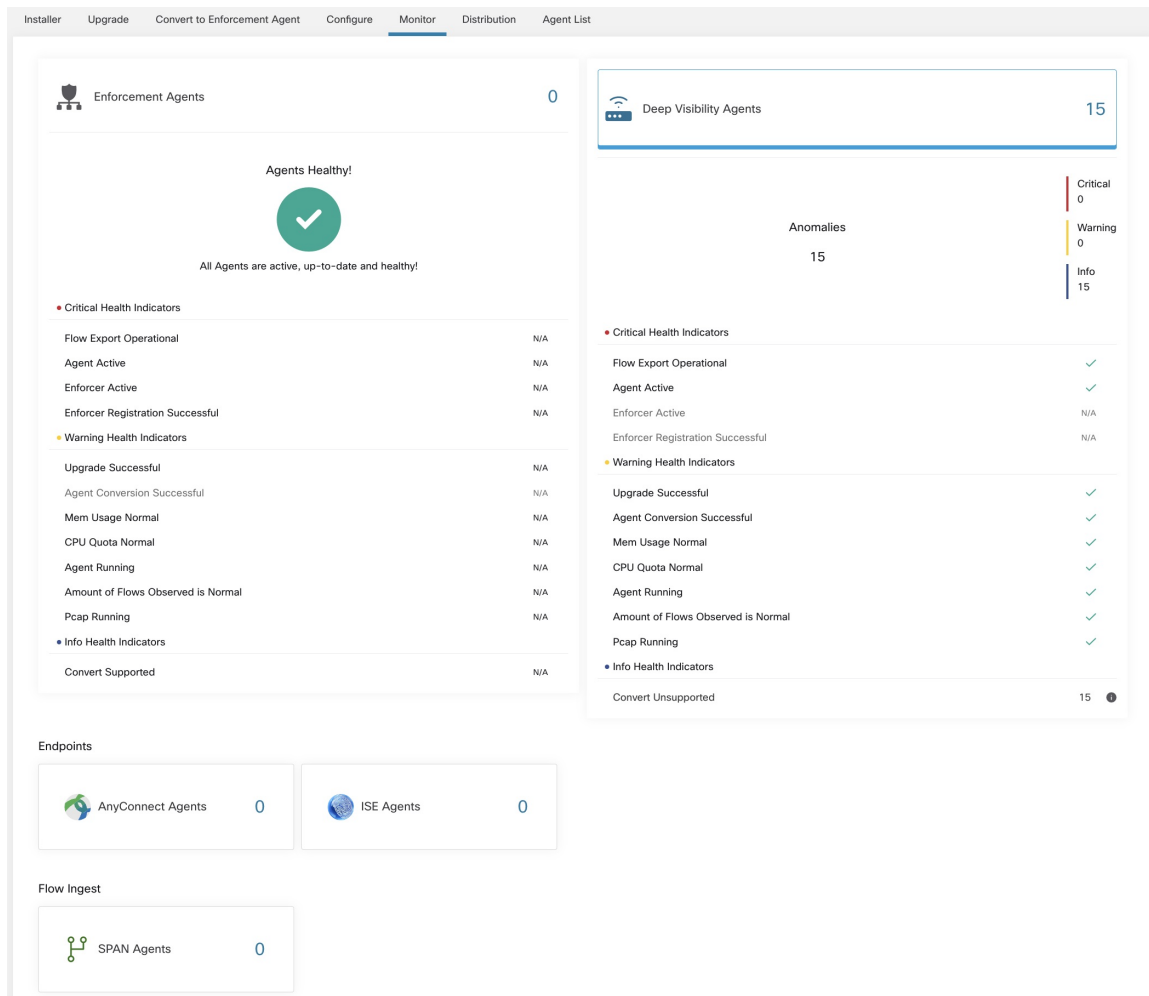 Installer Upgrade Convert to Enforcement Agent Configure Monitor Distribution Agent List
Enforcement Agents 0
Agents Healthy!
All Agents are active, up-to-date and healthy!
Critical Health Indicators
Flow Export Operational N/A
Agent Active N/A
Enforcer Active N/A
Enforcer Registration Successful N/A
Warning Health Indicators
Upgrade Successful N/A
Agent Conversion Successful N/A
Mem Usage Normal N/A
CPU Quota Normal N/A
Agent Running N/A
Amount of Flows Observed is Normal N/A
Pcap Running N/A
Info Health Indicators
Convert Supported N/A
Deep Visibility Agents 15
Anomalies
15
Critical
0
Warning
0
Info
15
Critical Health Indicators
Flow Export Operational
Agent Active
Enforcer Active N/A
Enforcer Registration Successful N/A
Warning Health Indicators
Upgrade Successful
Agent Conversion Successful
Mem Usage Normal
CPU Quota Normal
Agent Running
Amount of Flows Observed is Normal
Pcap Running
Info Health Indicators
Convert Unsupported 15
Endpoints
AnyConnect Agents 0
ISE Agents 0
Flow Ingest
SPAN Agents 0